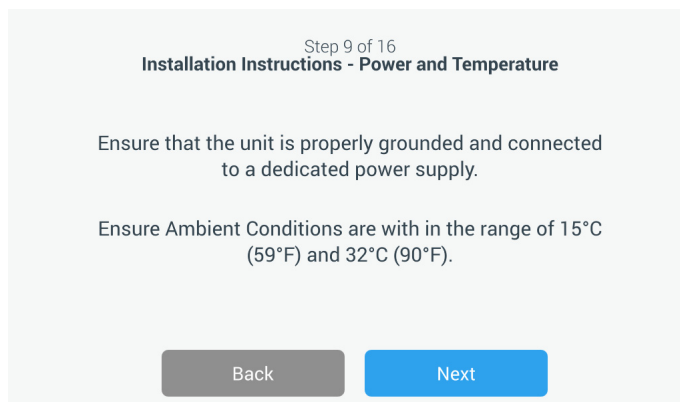 Step 9 of 16
Installation Instructions - Power and Temperature
Ensure that the unit is properly grounded and connected
to a dedicated power supply.
Ensure Ambient Conditions are with in the range of 15°C
(59°F) and 32°C (90°F).
Back
Next